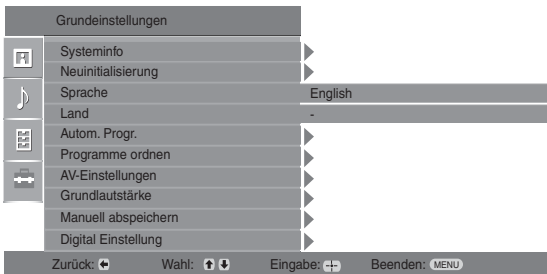 Grundeinstellungen
Systeminfo
Neuinitialisierung
Sprache English
Land -
Autom. Progr.
Programme ordnen
AV-Einstellungen
Grundlautstärke
Manuell abspeichern
Digital Einstellung
Zurück: Wahl: Eingabe: Beenden: MENU